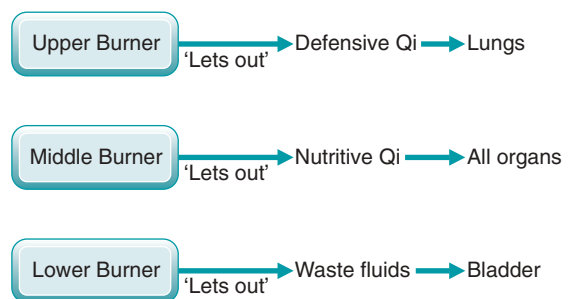 Upper Burner 'Lets out' Defensive Qi Lungs
Middle Burner 'Lets out' Nutritive Qi All organs
Lower Burner 'Lets out' Waste fluids Bladder